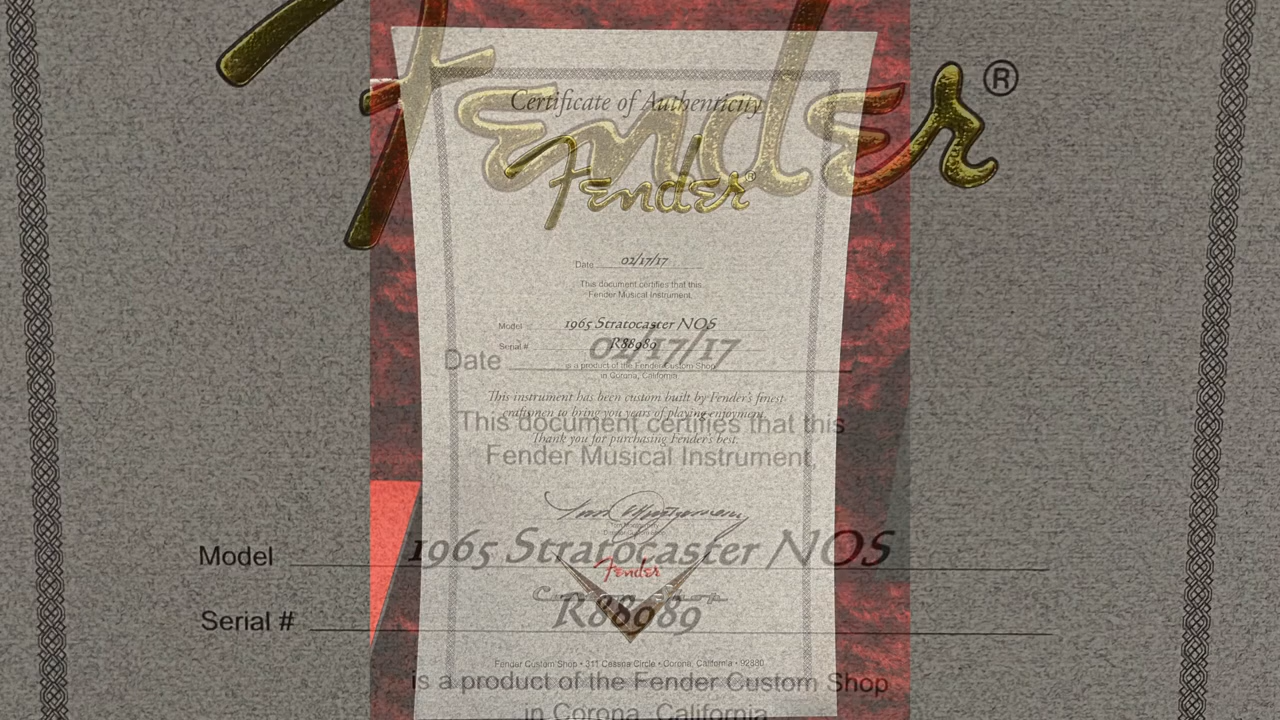 Fender®
Certificate of Authenticity
Fender®
Date 02/17/17
This document certifies that this
Fender Musical Instrument,
Model 1965 Stratocaster NOS
Serial # R88989
is a product of the Fender Custom Shop
in Corona, California
This instrument has been custom built by Fender's finest
craftsmen to bring you years of playing enjoyment.
Thank you for purchasing Fender's best.
Fender
Custom Shop
Fender Custom Shop • 311 Cessna Circle • Corona, California • 92880
Date 02/17/17
This document certifies that this
Fender Musical Instrument,
Model 1965 Stratocaster NOS
Serial # R88989
is a product of the Fender Custom Shop
in Corona, California